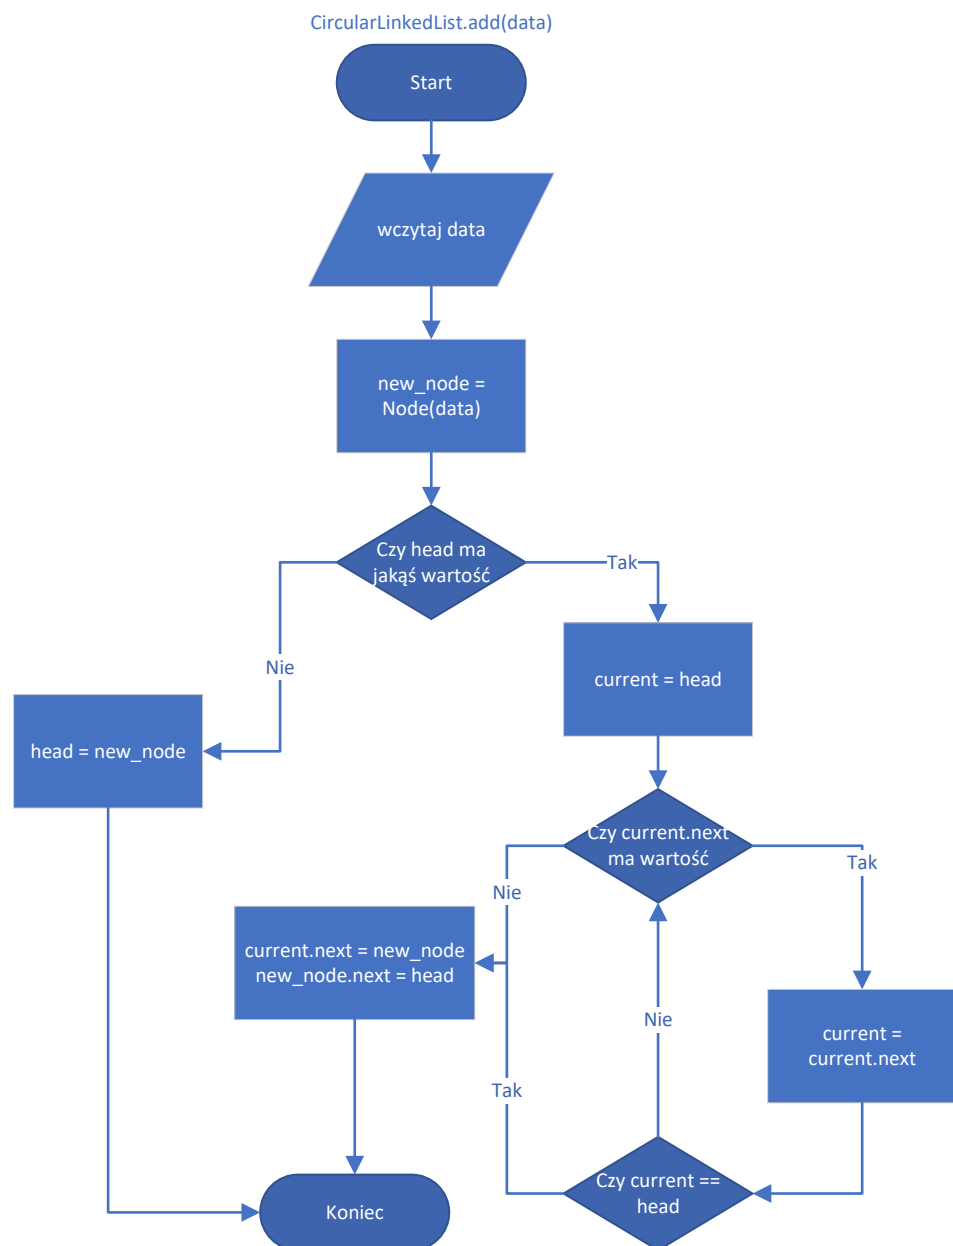 CircularLinkedList.add(data)
Start
wczytaj data
new_node =
Node(data)
Czy head ma
jakąś wartość
Tak
Nie
current = head
head = new_node
Czy current.next
ma wartość
Tak
Nie
current.next = new_node
new_node.next = head
current =
current.next
Nie
Tak
Czy current ==
head
Koniec